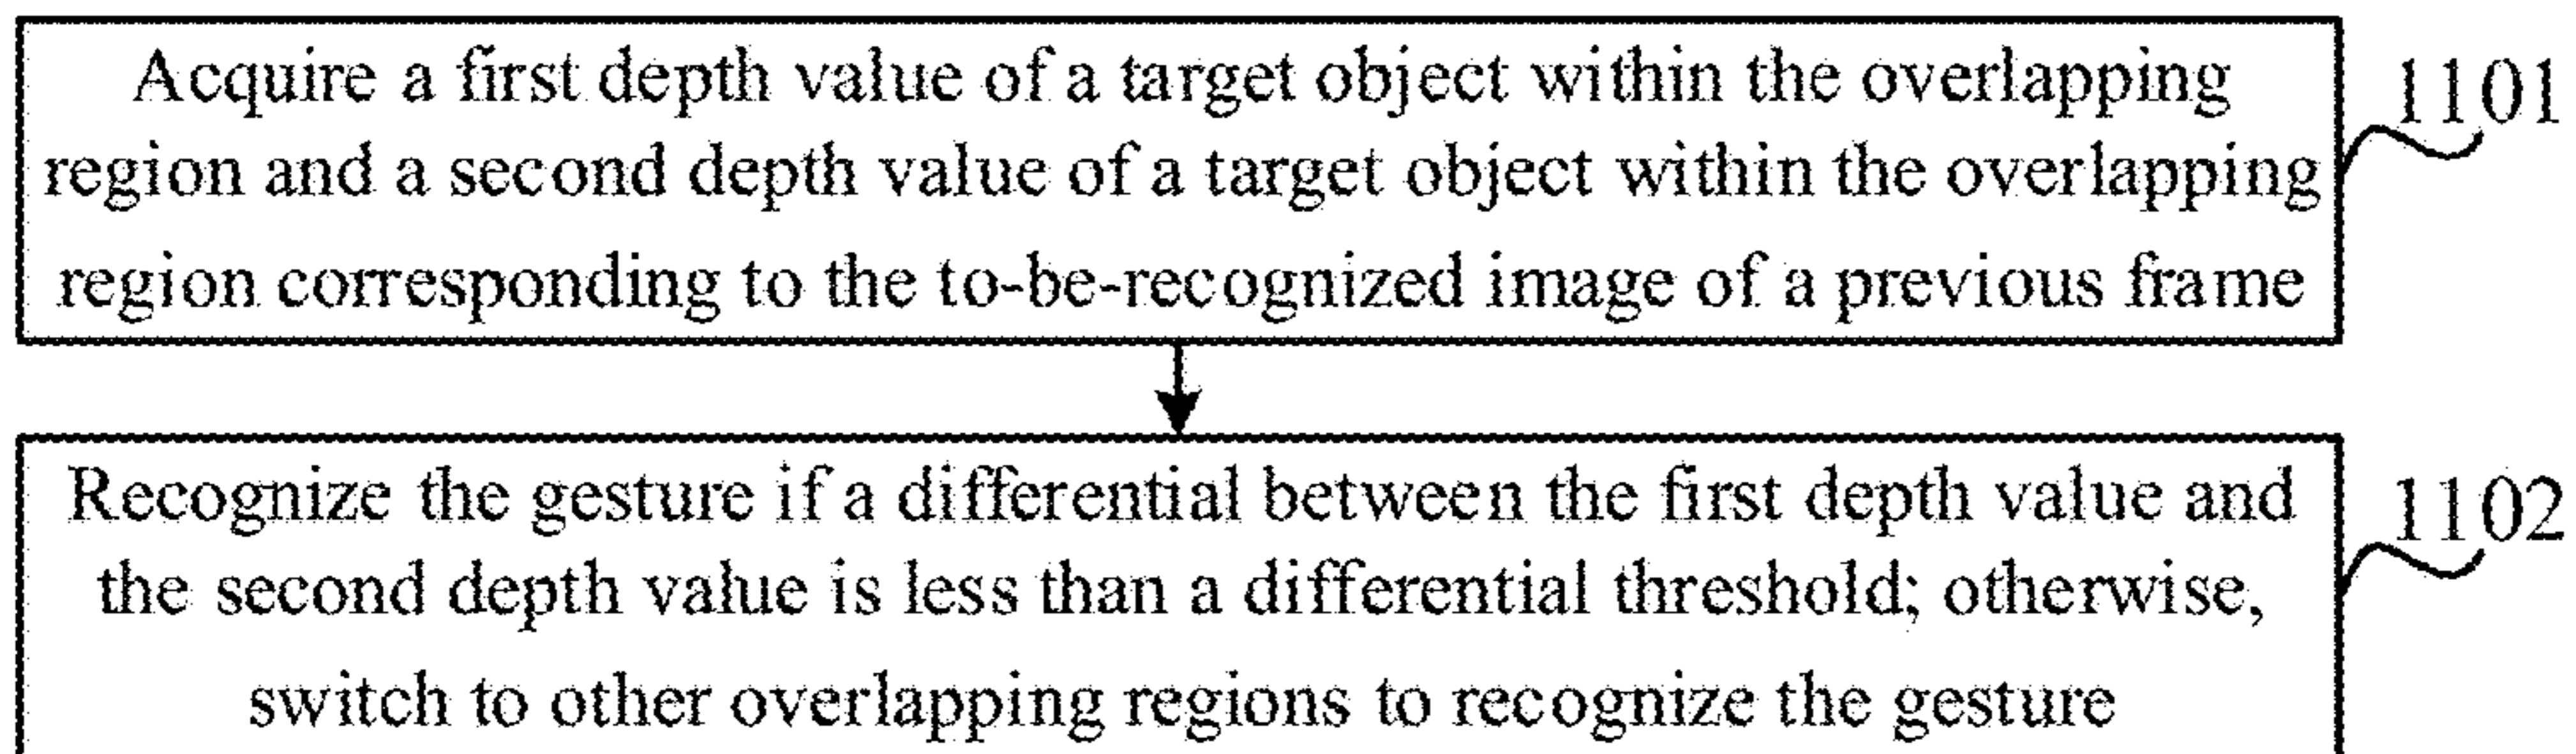 Acquire a first depth value of a target object within the overlapping
region and a second depth value of a target object within the overlapping
region corresponding to the to-be-recognized image of a previous frame
1101
Recognize the gesture if a differential between the first depth value and
the second depth value is less than a differential threshold; otherwise,
switch to other overlapping regions to recognize the gesture
1102